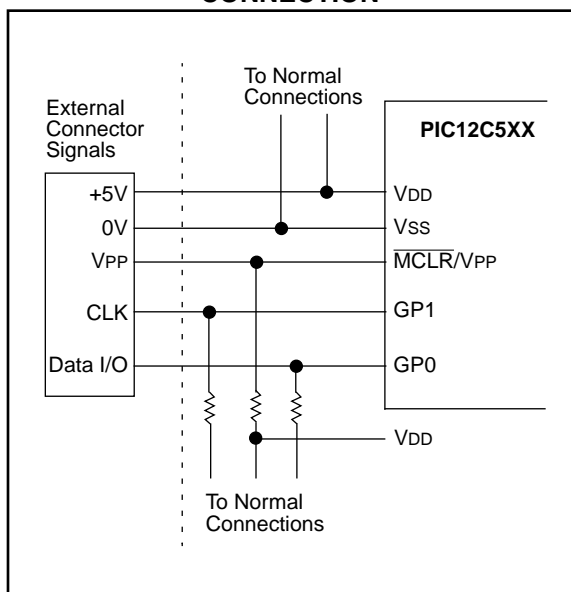 CONNECTION
To Normal
Connections
External
Connector
Signals
PIC12C5XX
+5V
VDD
0V
VSS
VPP
MCLR/VPP
CLK
GP1
Data I/O
GP0
VDD
To Normal
Connections